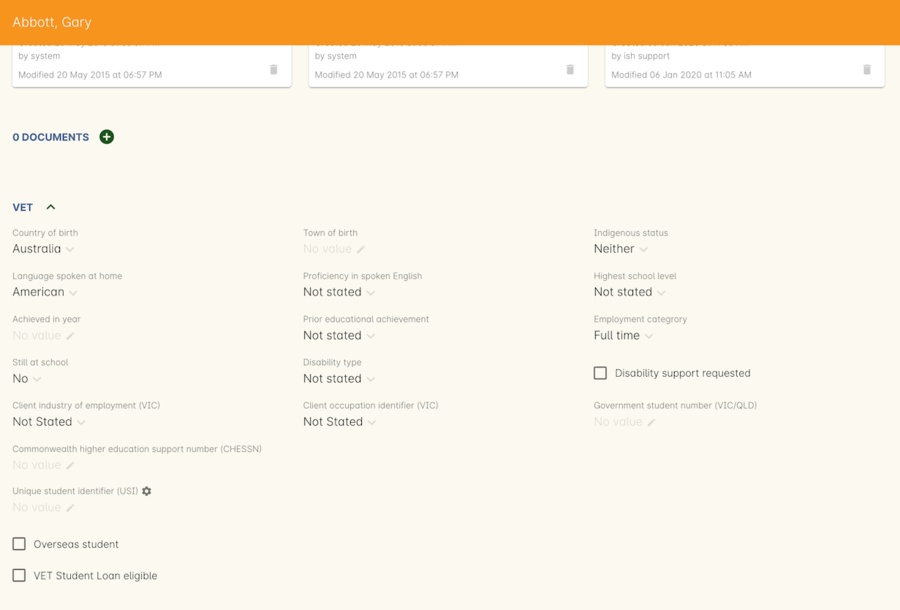 Abbott, Gary
by system
by system
by ish support
Modified 20 May 2015 at 06:57 PM
Modified 20 May 2015 at 06:57 PM
Modified 06 Jan 2020 at 11:05 AM
0 DOCUMENTS
VET
Country of birth
Town of birth
Indigenous status
Australia
No value
Neither
Language spoken at home
Proficiency in spoken English
Highest school level
American
Not stated
Not stated
Achieved in year
Prior educational achievement
Employment categrory
No value
Not stated
Full time
Still at school
Disability type
No
Not stated
Disability support requested
Client industry of employment (VIC)
Client occupation identifier (VIC)
Government student number (VIC/QLD)
Not Stated
Not Stated
No value
Commonwealth higher education support number (CHESSN)
No value
Unique student identifier (USI)
No value
Overseas student
VET Student Loan eligible